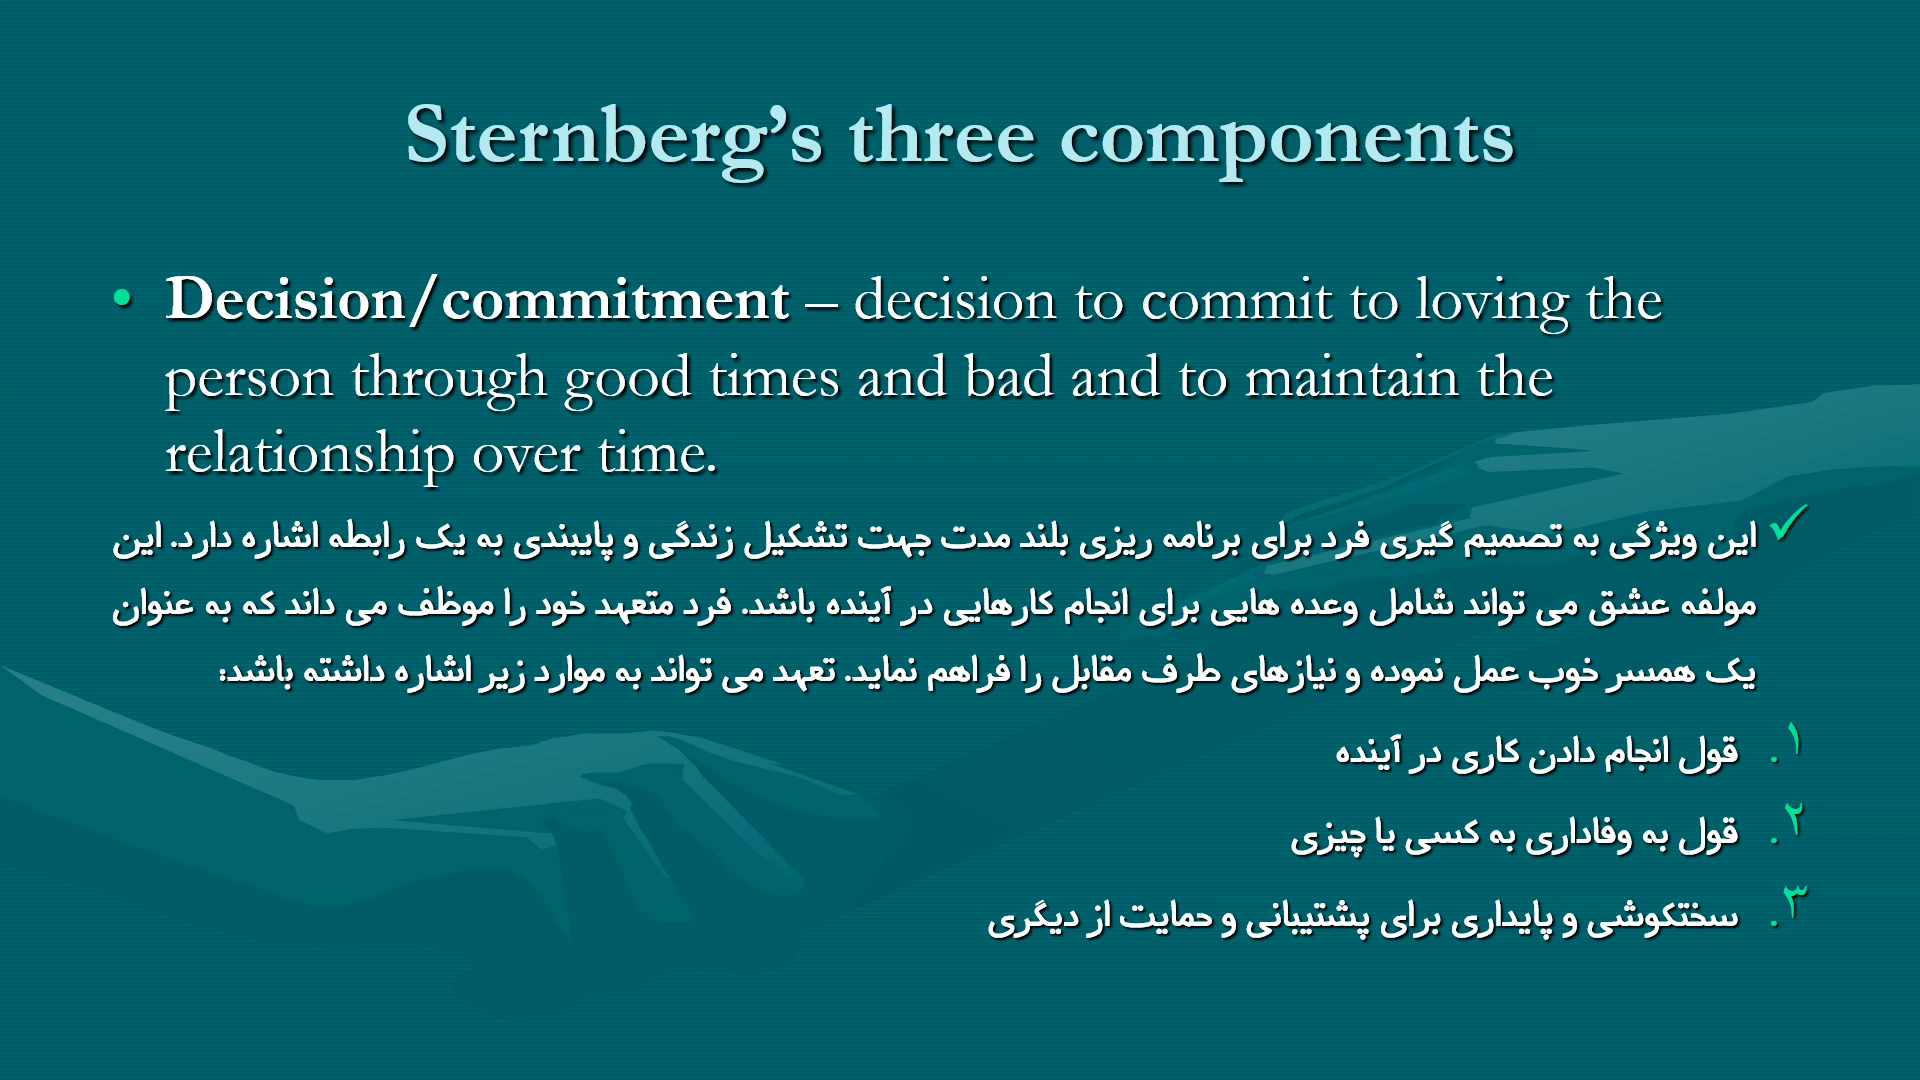 Sternberg’s three components
• Decision/commitment – decision to commit to loving the
person through good times and bad and to maintain the
relationship over time.
✓ این ویژگی به تصمیم گیری فرد برای برنامه ریزی بلند مدت جهت تشکیل زندگی و پایبندی به یک رابطه اشاره دارد. این
مولفه عشق می تواند شامل وعده هایی برای انجام کارهایی در آینده باشد. فرد متعهد خود را موظف می داند که به عنوان
یک همسر خوب عمل نموده و نیازهای طرف مقابل را فراهم نماید. تعهد می تواند به موارد زیر اشاره داشته باشد:
۱. قول انجام دادن کاری در آینده
۲. قول به وفاداری به کسی یا چیزی
۳. سختکوشی و پایداری برای پشتیبانی و حمایت از دیگری